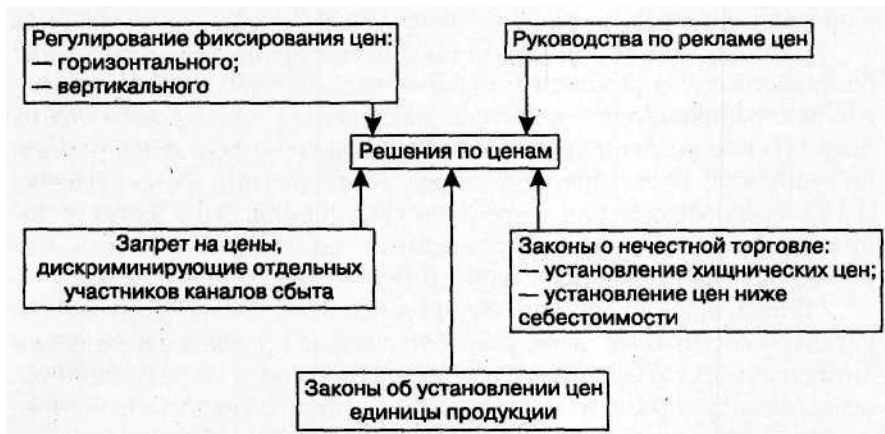 Регулирование фиксирования цен:
— горизонтального;
— вертикального
Руководства по рекламе цен
Решения по ценам
Запрет на цены,
дискриминирующие отдельных
участников каналов сбыта
Законы о нечестной торговле:
— установление хищнических цен;
— установление цен ниже
себестоимости
Законы об установлении цен
единицы продукции